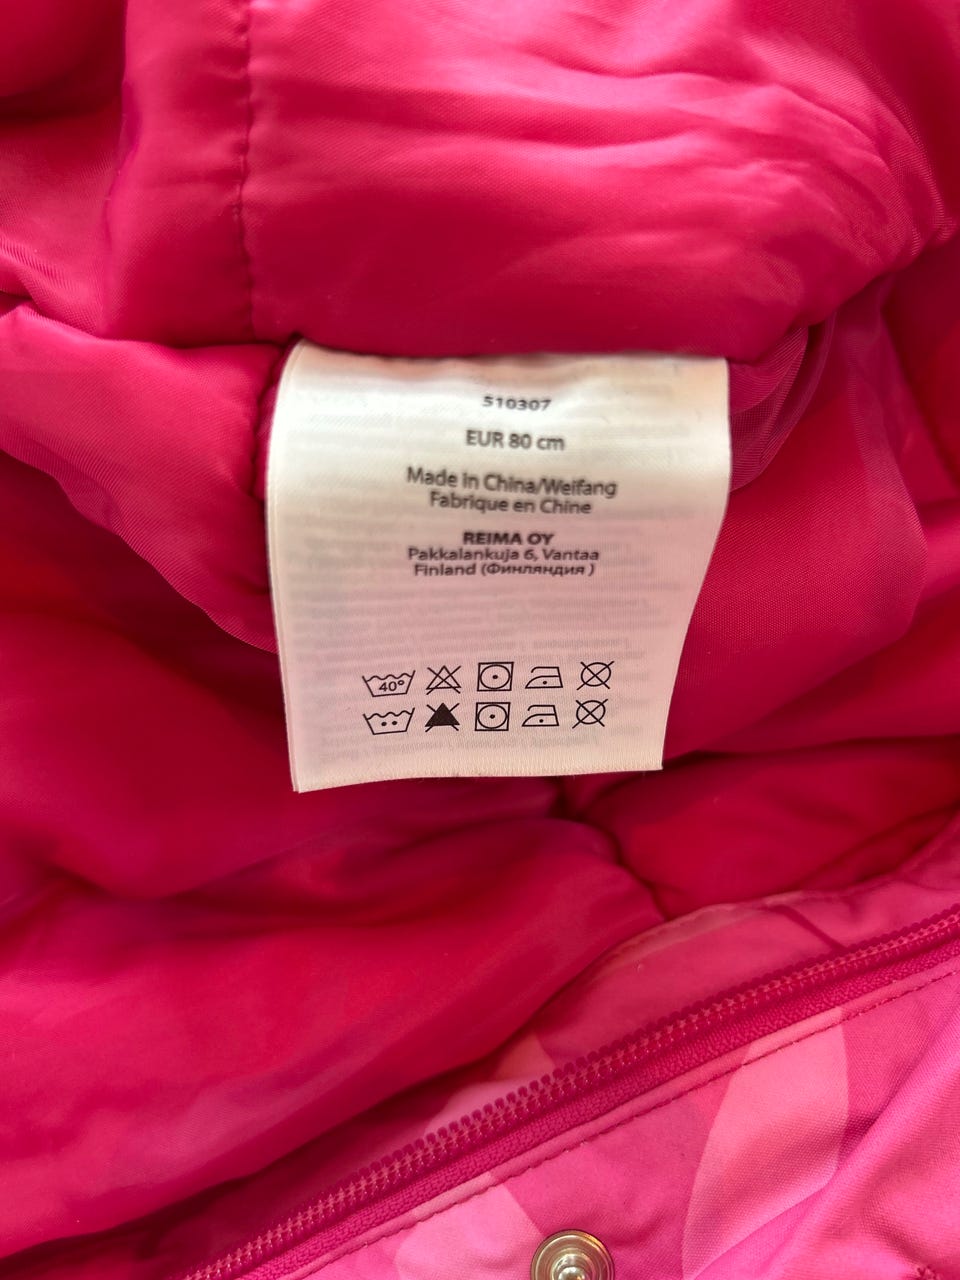 510307
EUR 80 cm
Made in China/Weifang
Fabrique en Chine
REIMA OY
Pakkalankuja 6, Vantaa
Finland (Финляндия )
40°